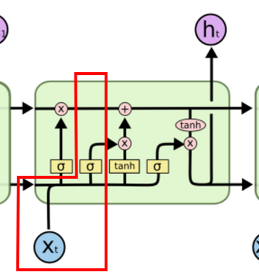 hₜ
x +
tanh
x x
σ σ tanh σ
Xₜ